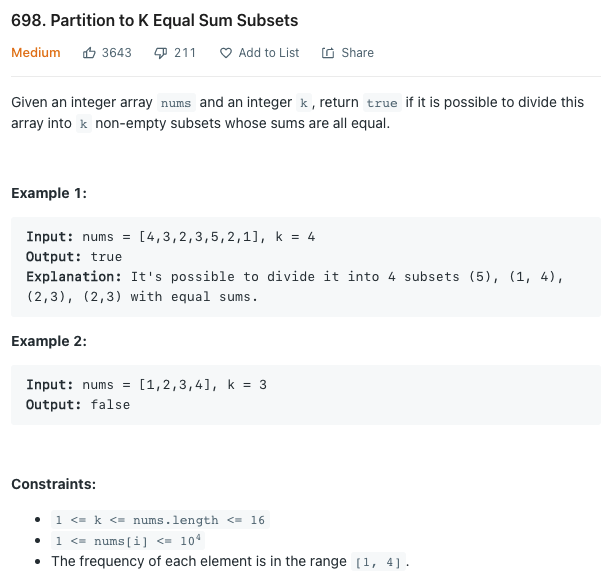 698. Partition to K Equal Sum Subsets
Medium 3643 211 Add to List Share
Given an integer array nums and an integer k , return true if it is possible to divide this
array into k non-empty subsets whose sums are all equal.
Example 1:
Input: nums = [4,3,2,3,5,2,1], k = 4
Output: true
Explanation: It's possible to divide it into 4 subsets (5), (1, 4),
(2,3), (2,3) with equal sums.
Example 2:
Input: nums = [1,2,3,4], k = 3
Output: false
Constraints:
• 1 <= k <= nums.length <= 16
• 1 <= nums[i] <= 10⁴
• The frequency of each element is in the range [1, 4] .